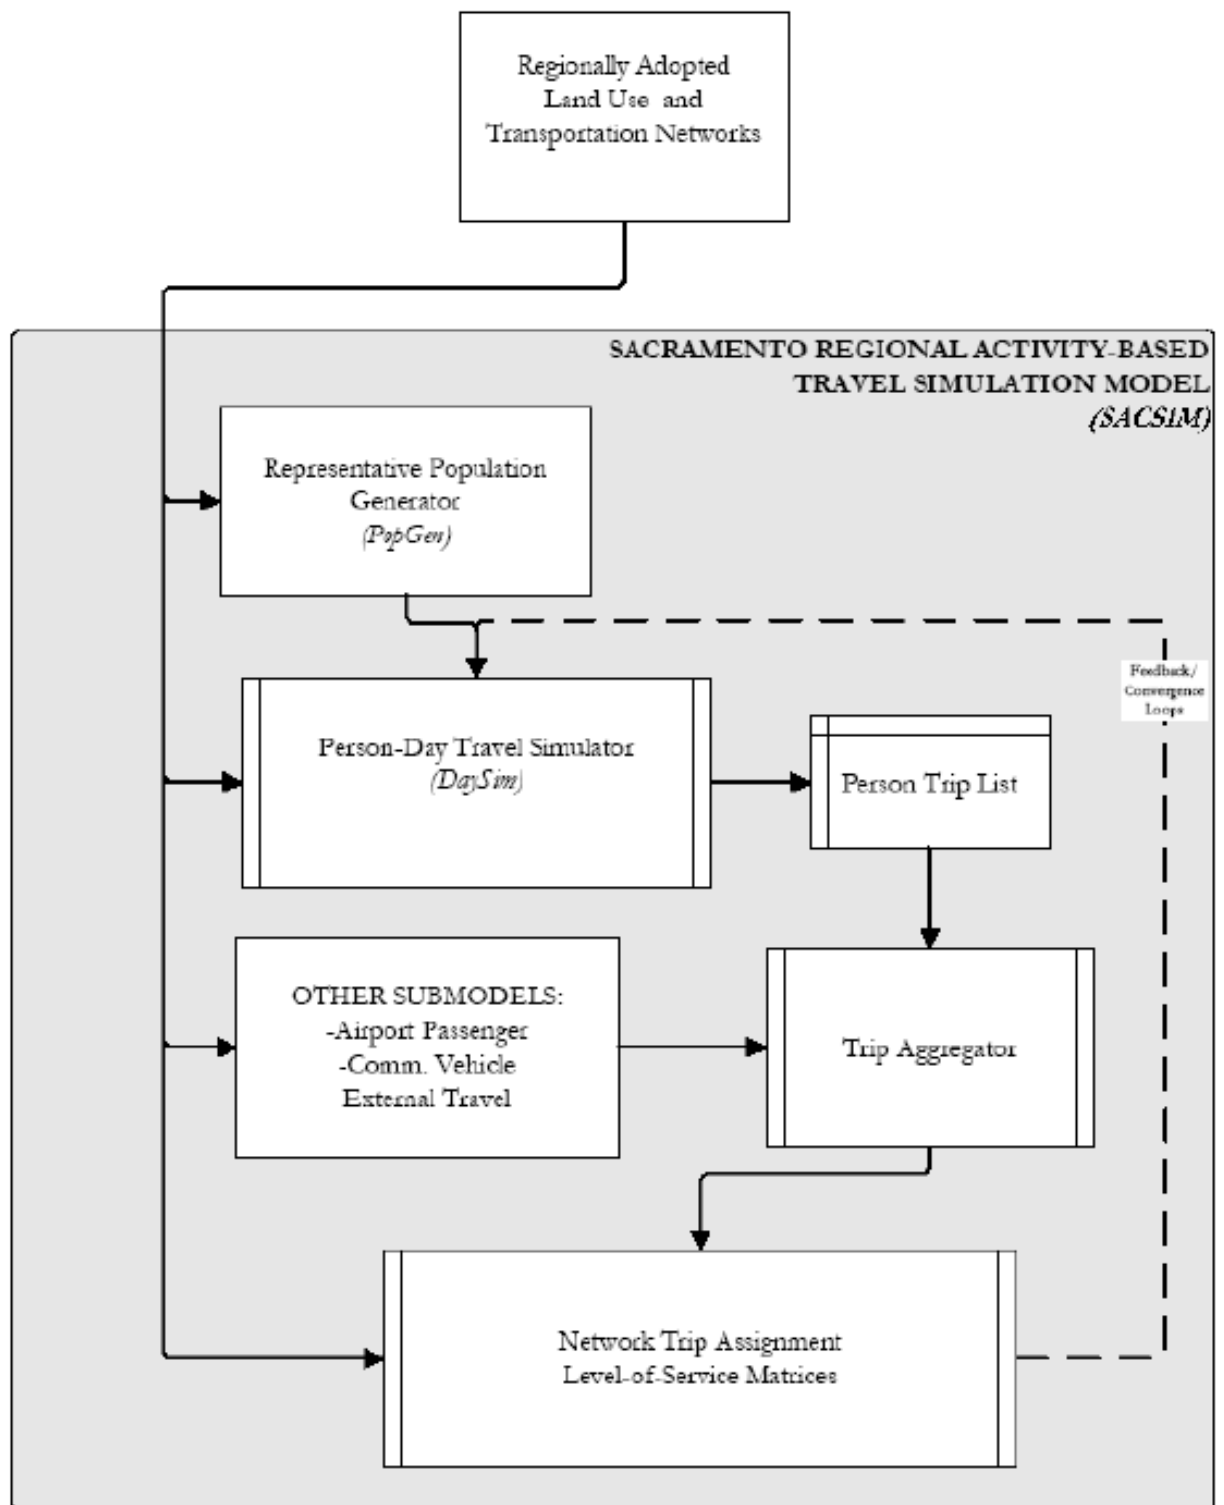 Regionally Adopted
Land Use and
Transportation Networks
SACRAMENTO REGIONAL ACTIVITY-BASED
TRAVEL SIMULATION MODEL
(SACSIM)
Representative Population
Generator
(PopGen)
Feedback/
Convergence
Loops
Person-Day Travel Simulator
(DaySim)
Person Trip List
OTHER SUBMODELS:
-Airport Passenger
-Comm. Vehicle
External Travel
Trip Aggregator
Network Trip Assignment
Level-of-Service Matrices